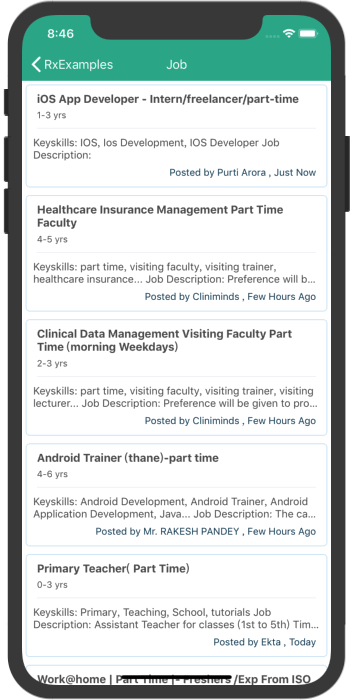 8:46
RxExamples Job
iOS App Developer - Intern/freelancer/part-time
1-3 yrs
Keyskills: IOS, Ios Development, IOS Developer Job
Description:
Posted by Purti Arora , Just Now
Healthcare Insurance Management Part Time
Faculty
4-5 yrs
Keyskills: part time, visiting faculty, visiting trainer,
healthcare insurance... Job Description: Preference will b...
Posted by Cliniminds , Few Hours Ago
Clinical Data Management Visiting Faculty Part
Time (morning Weekdays)
2-3 yrs
Keyskills: part time, visiting faculty, visiting trainer, visiting
lecturer... Job Description: Preference will be given to pro...
Posted by Cliniminds , Few Hours Ago
Android Trainer (thane)-part time
4-6 yrs
Keyskills: Android Development, Android Trainer, Android
Application Development, Java... Job Description: The ca...
Posted by Mr. RAKESH PANDEY , Few Hours Ago
Primary Teacher( Part Time)
0-3 yrs
Keyskills: Primary, Teaching, School, tutorials Job
Description: Assistant Teacher for classes (1st to 5th) Tim...
Posted by Ekta , Today
Work@home | Part Time |- Freshers /Exp From ISO